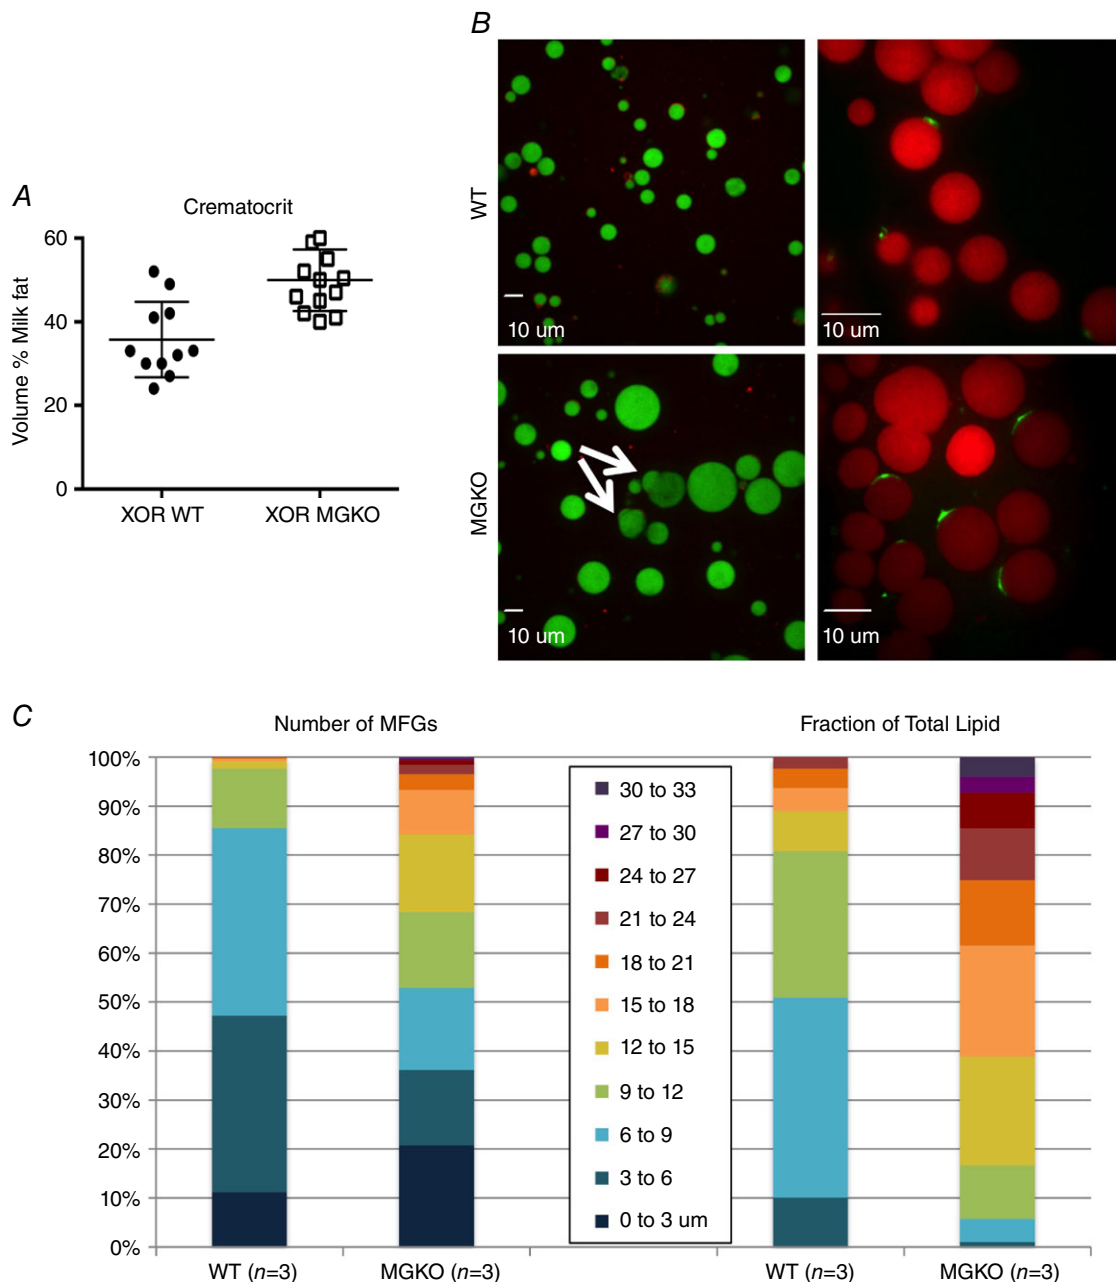 A
Crematocrit
Volume % Milk fat
60
40
20
0
XOR WT
XOR MGKO
B
WT
10 um
10 um
MGKO
10 um
10 um
C
Number of MFGs
Fraction of Total Lipid
100%
90%
80%
70%
60%
50%
40%
30%
20%
10%
0%
30 to 33
27 to 30
24 to 27
21 to 24
18 to 21
15 to 18
12 to 15
9 to 12
6 to 9
3 to 6
0 to 3 um
WT (n=3)
MGKO (n=3)
WT (n=3)
MGKO (n=3)